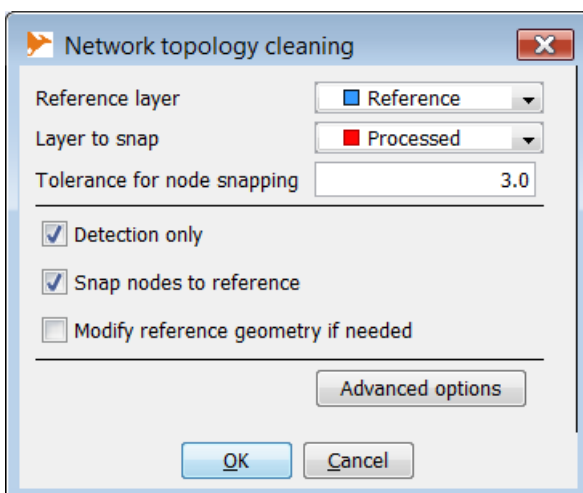 Network topology cleaning
Reference layer Reference
Layer to snap Processed
Tolerance for node snapping 3.0
Detection only
Snap nodes to reference
Modify reference geometry if needed
Advanced options
OK Cancel